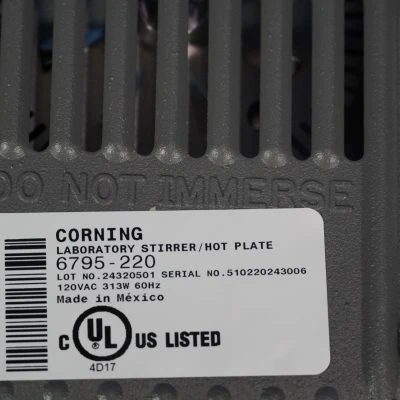 DO NOT IMMERSE
CORNING
LABORATORY STIRRER/HOT PLATE
6795-220
LOT NO.24320501 SERIAL NO.510220243006
120VAC 313W 60Hz
Made in México
C UL US LISTED
4D17